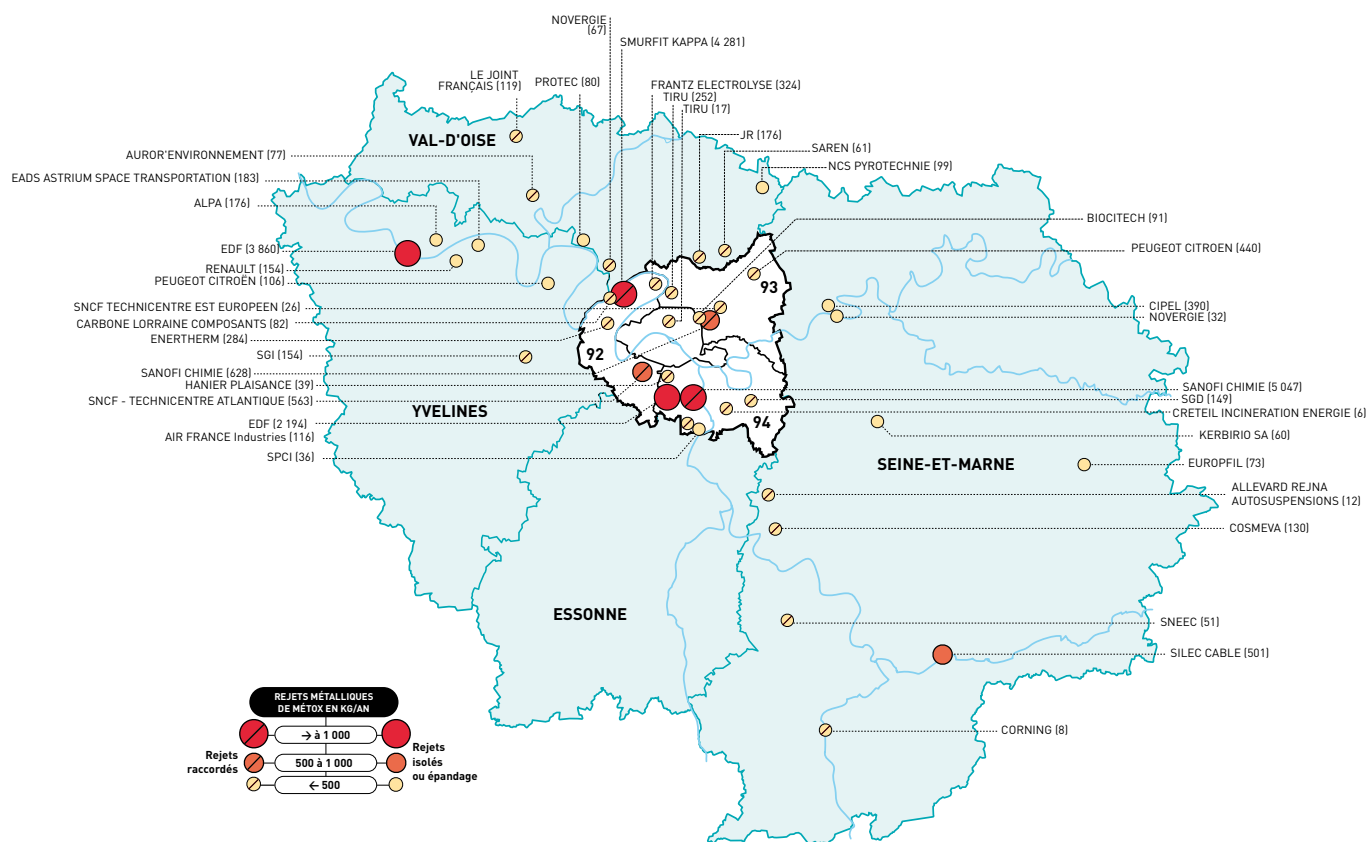 NOVERGIE
(67)
SMURFIT KAPPA (4 281)
LE JOINT
FRANÇAIS (119)
PROTEC (80)
FRANTZ ELECTROLYSE (324)
TIRU (252)
TIRU (17)
JR (176)
SAREN (61)
NCS PYROTECHNIE (99)
VAL-D'OISE
AUROR'ENVIRONNEMENT (77)
EADS ASTRIUM SPACE TRANSPORTATION (183)
ALPA (176)
EDF (3 860)
RENAULT (154)
PEUGEOT CITROËN (106)
SNCF TECHNICENTRE EST EUROPEEN (26)
CARBONE LORRAINE COMPOSANTS (82)
ENERTHERM (284)
SGI (154)
SANOFI CHIMIE (628)
HANIER PLAISANCE (39)
SNCF - TECHNICENTRE ATLANTIQUE (563)
EDF (2 194)
AIR FRANCE Industries (116)
SPCI (36)
BIOCITECH (91)
PEUGEOT CITROEN (440)
CIPEL (390)
NOVERGIE (32)
SANOFI CHIMIE (5 047)
SGD (149)
CRETEIL INCINERATION ENERGIE (6)
KERBIRIO SA (60)
EUROPFIL (73)
ALLEVARD REJNA
AUTOSUSPENSIONS (12)
COSMEVA (130)
SNEEC (51)
SILEC CABLE (501)
CORNING (8)
93
92
94
YVELINES
SEINE-ET-MARNE
ESSONNE
REJETS MÉTALLIQUES
DE MÉTOX EN KG/AN
→ à 1 000
500 à 1 000
← 500
Rejets
raccordés
Rejets
isolés
ou épandage